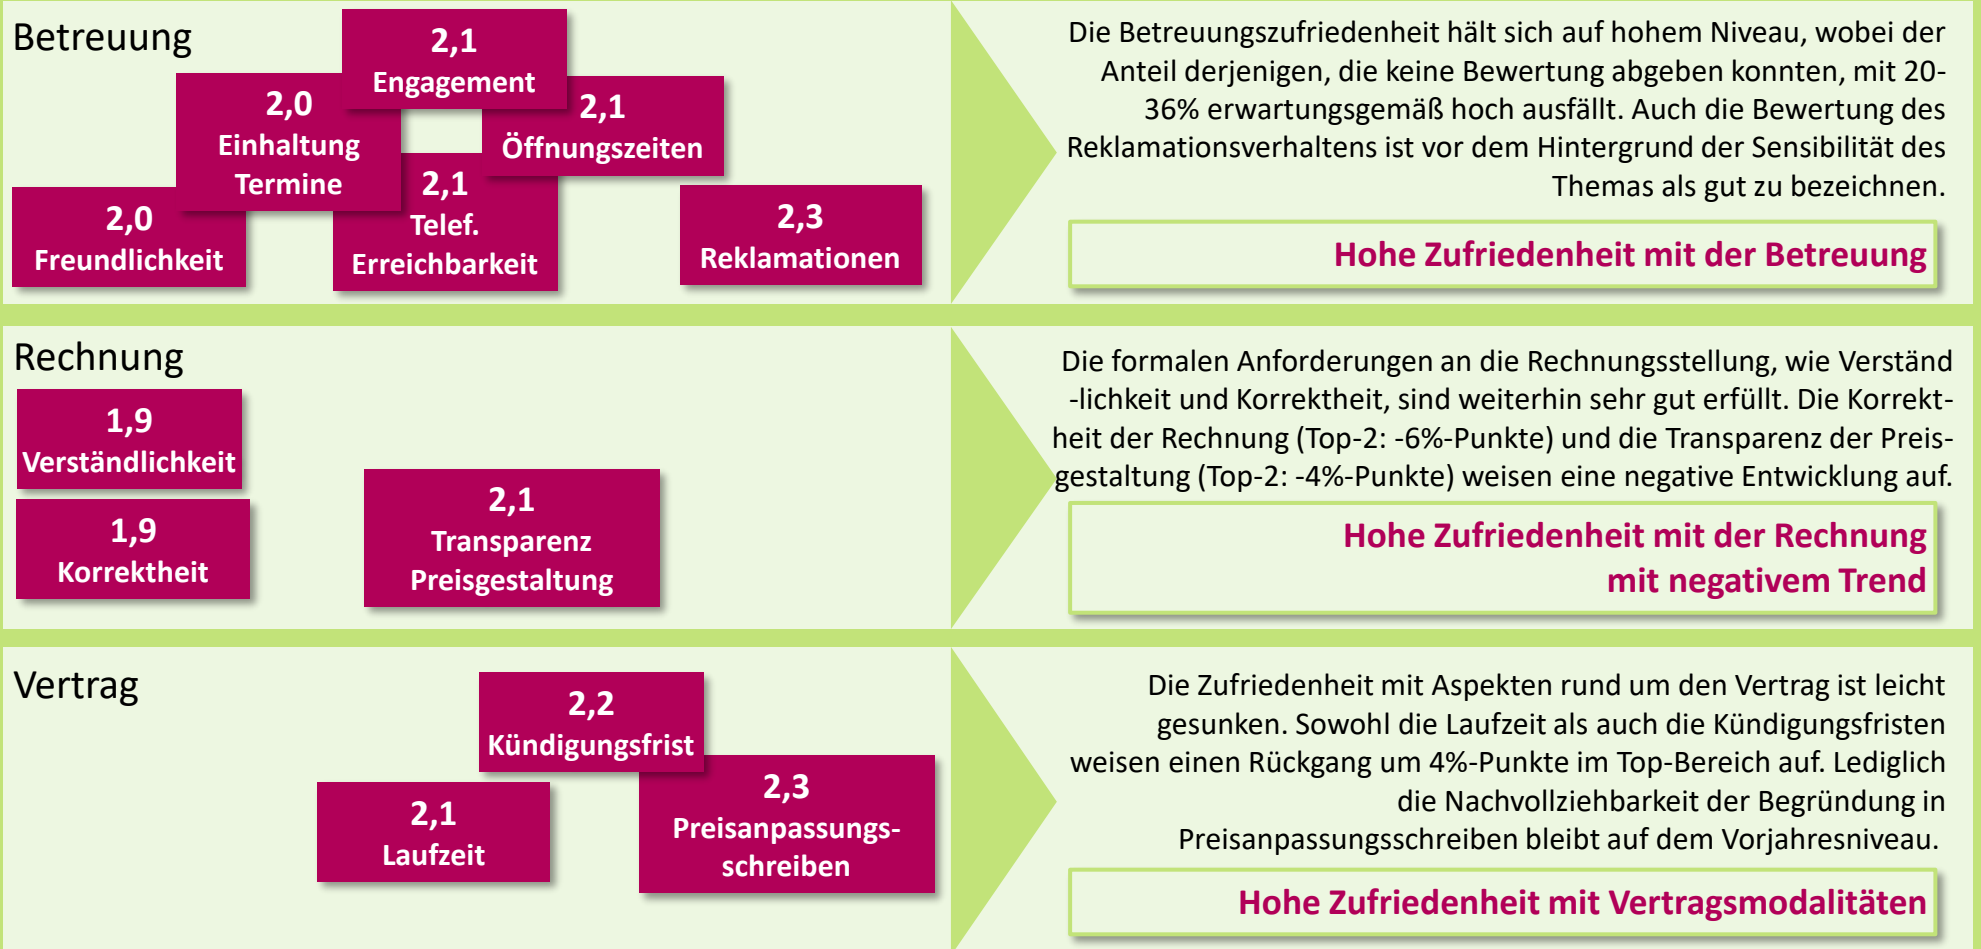 Betreuung
2,1
Engagement
2,0
Einhaltung
Termine
2,1
Öffnungszeiten
2,1
Telef.
Erreichbarkeit
2,0
Freundlichkeit
2,3
Reklamationen
Die Betreuungszufriedenheit hält sich auf hohem Niveau, wobei der
Anteil derjenigen, die keine Bewertung abgeben konnten, mit 20-
36% erwartungsgemäß hoch ausfällt. Auch die Bewertung des
Reklamationsverhaltens ist vor dem Hintergrund der Sensibilität des
Themas als gut zu bezeichnen.
Hohe Zufriedenheit mit der Betreuung
Rechnung
1,9
Verständlichkeit
1,9
Korrektheit
2,1
Transparenz
Preisgestaltung
Die formalen Anforderungen an die Rechnungsstellung, wie Verständ
-lichkeit und Korrektheit, sind weiterhin sehr gut erfüllt. Die Korrekt-
heit der Rechnung (Top-2: -6%-Punkte) und die Transparenz der Preis-
gestaltung (Top-2: -4%-Punkte) weisen eine negative Entwicklung auf.
Hohe Zufriedenheit mit der Rechnung
mit negativem Trend
Vertrag
2,2
Kündigungsfrist
2,1
Laufzeit
2,3
Preisanpassungs-
schreiben
Die Zufriedenheit mit Aspekten rund um den Vertrag ist leicht
gesunken. Sowohl die Laufzeit als auch die Kündigungsfristen
weisen einen Rückgang um 4%-Punkte im Top-Bereich auf. Lediglich
die Nachvollziehbarkeit der Begründung in
Preisanpassungsschreiben bleibt auf dem Vorjahresniveau.
Hohe Zufriedenheit mit Vertragsmodalitäten